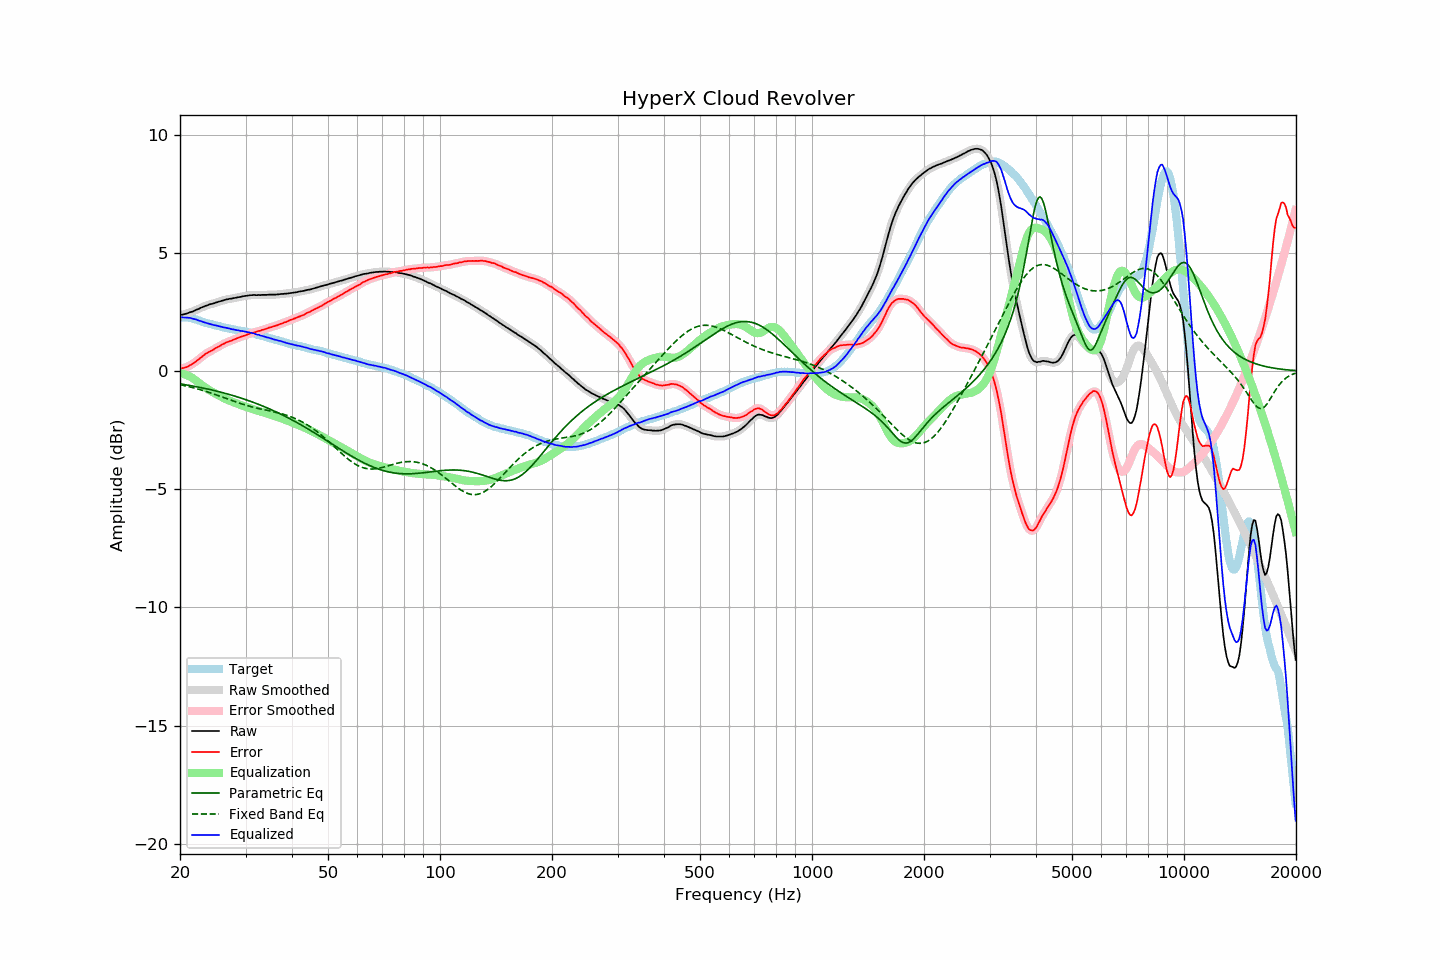 HyperX Cloud Revolver
Amplitude (dBr)
10
5
0
−5
−10
−15
−20
Target
Raw Smoothed
Error Smoothed
Raw
Error
Equalization
Parametric Eq
Fixed Band Eq
Equalized
20 50 100 200 500 1000 2000 5000 10000 20000
Frequency (Hz)